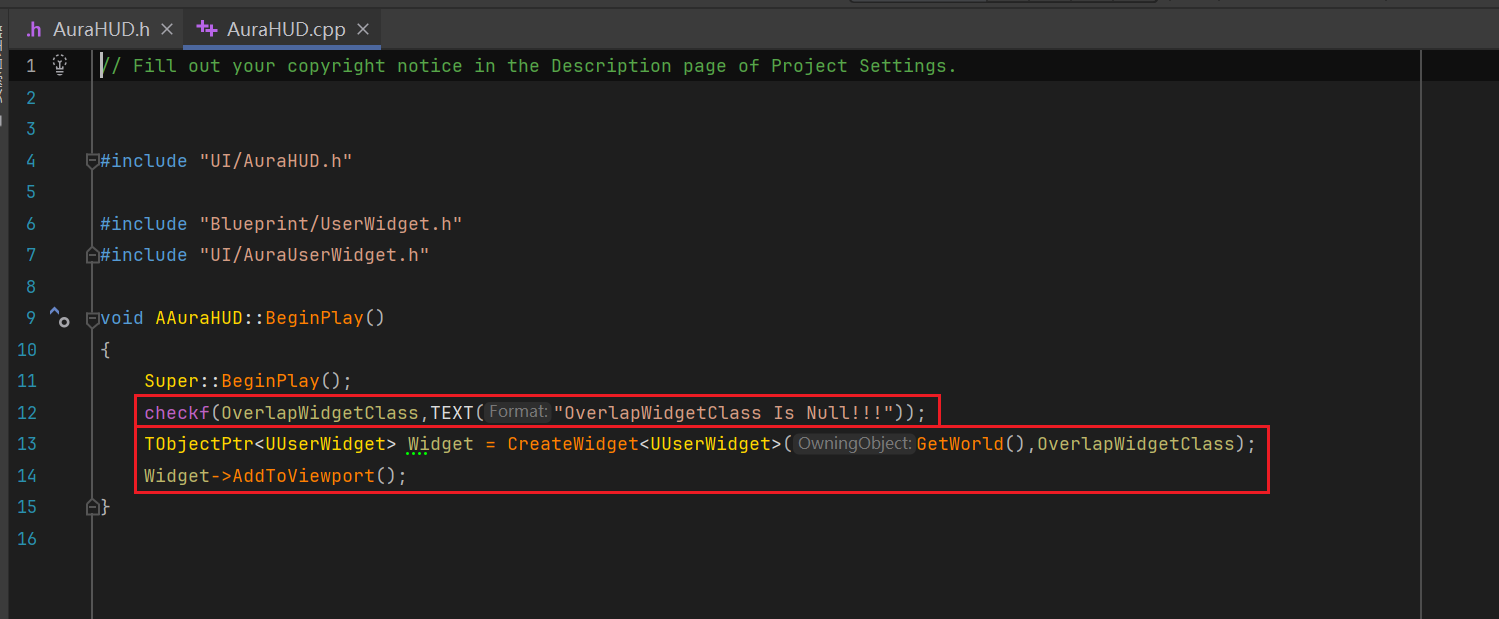 AuraHUD.h
AuraHUD.cpp
1 // Fill out your copyright notice in the Description page of Project Settings.
2
3
4 #include "UI/AuraHUD.h"
5
6 #include "Blueprint/UserWidget.h"
7 #include "UI/AuraUserWidget.h"
8
9 void AAuraHUD::BeginPlay()
10 {
11 Super::BeginPlay();
12 checkf(OverlapWidgetClass,TEXT(Format:"OverlapWidgetClass Is Null!!!"));
13 TObjectPtr<UUserWidget> Widget = CreateWidget<UUserWidget>(OwningObject:GetWorld(),OverlapWidgetClass);
14 Widget->AddToViewport();
15 }
16